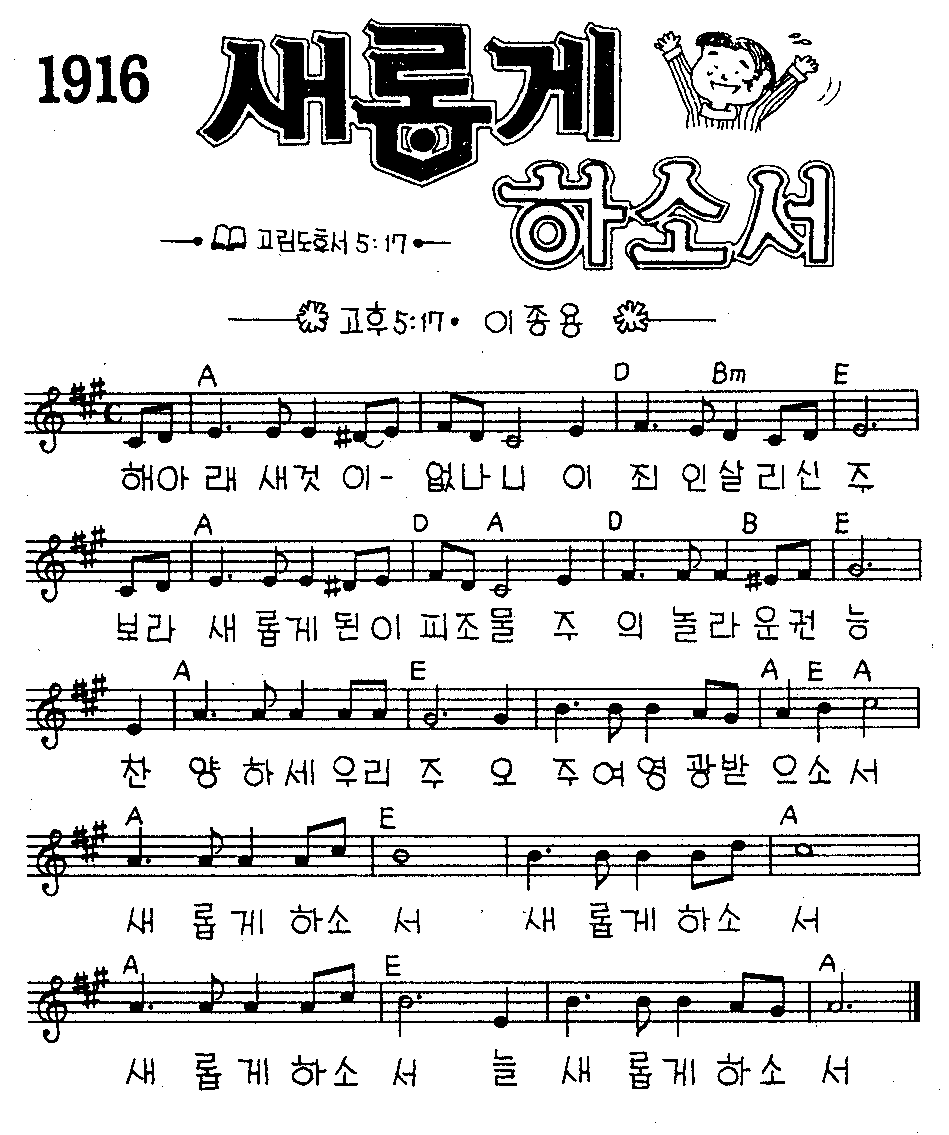 1916
새롭게
하소서
고린도후서 5:17
고후5:17· 이종용
A D Bm E
해아 래 새것 이- 없나니 이 죄 인살리신 주
A D A D B E
보라 새 롭게된이 피조물 주 의 놀라운권 능
A E A E A
찬 양 하세우리 주 오 주여영광받 으소서
A E A
새 롭게 하소 서 새 롭게 하소 서
A E A
새 롭 게 하소 서 늘 새 롭게하소 서